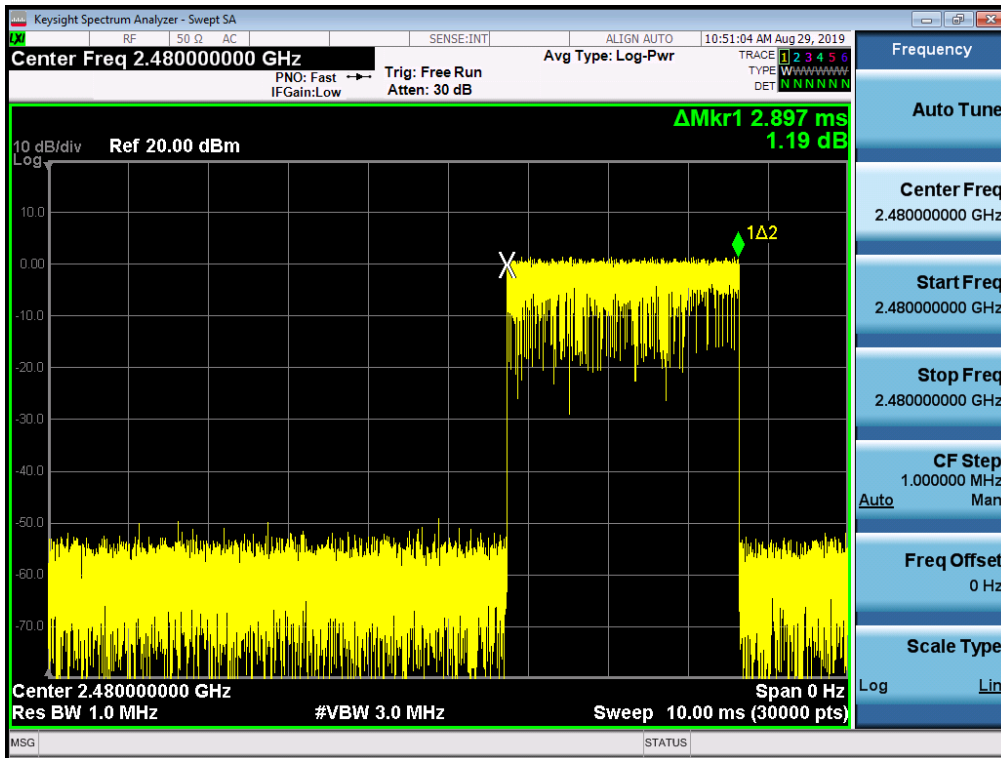 Keysight Spectrum Analyzer - Swept SA
LXI
RF 50 Ω AC SENSE:INT ALIGN AUTO 10:51:04 AM Aug 29, 2019
Center Freq 2.480000000 GHz
PNO: Fast
IFGain:Low
Trig: Free Run
Atten: 30 dB
Avg Type: Log-Pwr
TRACE 1 2 3 4 5 6
TYPE WWWWWWW
DET N N N N N N
ΔMkr1 2.897 ms
1.19 dB
10 dB/div Ref 20.00 dBm
Log
10.0
0.00
-10.0
-20.0
-30.0
-40.0
-50.0
-60.0
-70.0
1Δ2
X
Center 2.480000000 GHz Span 0 Hz
Res BW 1.0 MHz #VBW 3.0 MHz Sweep 10.00 ms (30000 pts)
MSG STATUS
Frequency
Auto Tune
Center Freq
2.480000000 GHz
Start Freq
2.480000000 GHz
Stop Freq
2.480000000 GHz
CF Step
1.000000 MHz
Auto Man
Freq Offset
0 Hz
Scale Type
Log Lin